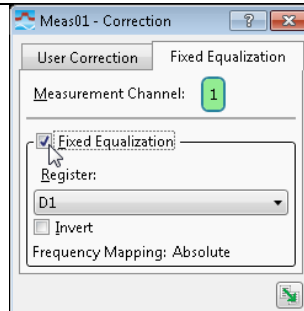 Meas01 - Correction
User Correction
Fixed Equalization
Measurement Channel: 1
Fixed Equalization
Register:
D1
Invert
Frequency Mapping: Absolute